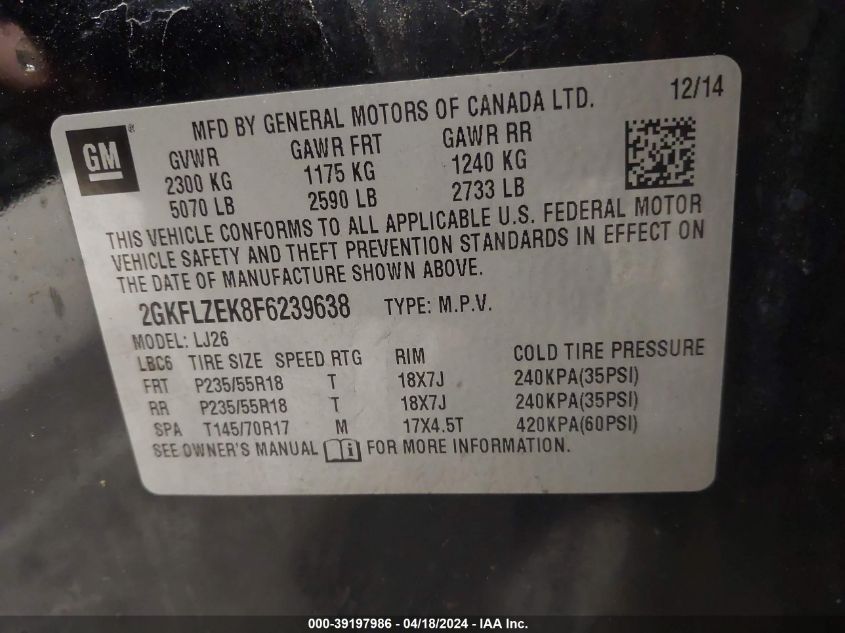 12/14
MFD BY GENERAL MOTORS OF CANADA LTD.
GM®
GVWR GAWR FRT GAWR RR
2300 KG 1175 KG 1240 KG
5070 LB 2590 LB 2733 LB
THIS VEHICLE CONFORMS TO ALL APPLICABLE U.S. FEDERAL MOTOR
VEHICLE SAFETY AND THEFT PREVENTION STANDARDS IN EFFECT ON
THE DATE OF MANUFACTURE SHOWN ABOVE.
2GKFLZEK8F6239638 TYPE: M.P.V.
MODEL: LJ26
LBC6 TIRE SIZE SPEED RTG RIM COLD TIRE PRESSURE
FRT P235/55R18 T 18X7J 240KPA(35PSI)
RR P235/55R18 T 18X7J 240KPA(35PSI)
SPA T145/70R17 M 17X4.5T 420KPA(60PSI)
SEE OWNER'S MANUAL FOR MORE INFORMATION.
000-39197986 - 04/18/2024 - IAA Inc.